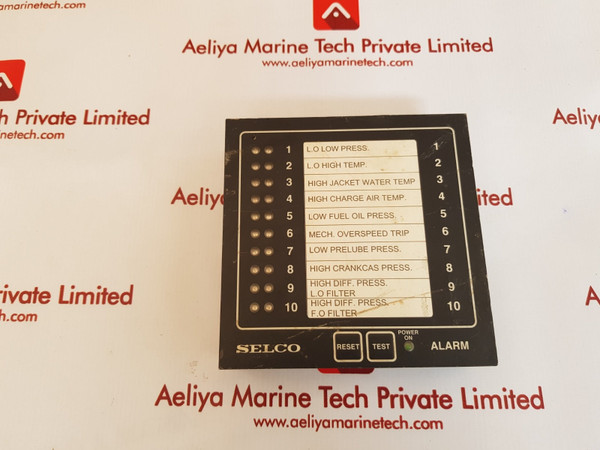 Aeliya Marine Tech Private Limited
www.aeliyamarinetech.com
h Private Limited
marinetech.com
Aeliya
1 L.O LOW PRESS. 1
2 L.O HIGH TEMP. 2
3 HIGH JACKET WATER TEMP 3
4 HIGH CHARGE AIR TEMP. 4
5 LOW FUEL OIL PRESS. 5
6 MECH. OVERSPEED TRIP 6
7 LOW PRELUBE PRESS. 7
8 HIGH CRANKCAS PRESS. 8
9 HIGH DIFF. PRESS.
L.O FILTER 9
10 HIGH DIFF. PRESS.
F.O FILTER 10
SELCO RESET TEST POWER
ON ALARM
Aeliya
mited
rivate Limited
netech.com
Aeliya Marine Tech Private Limited
www.aeliyamarinetech.com